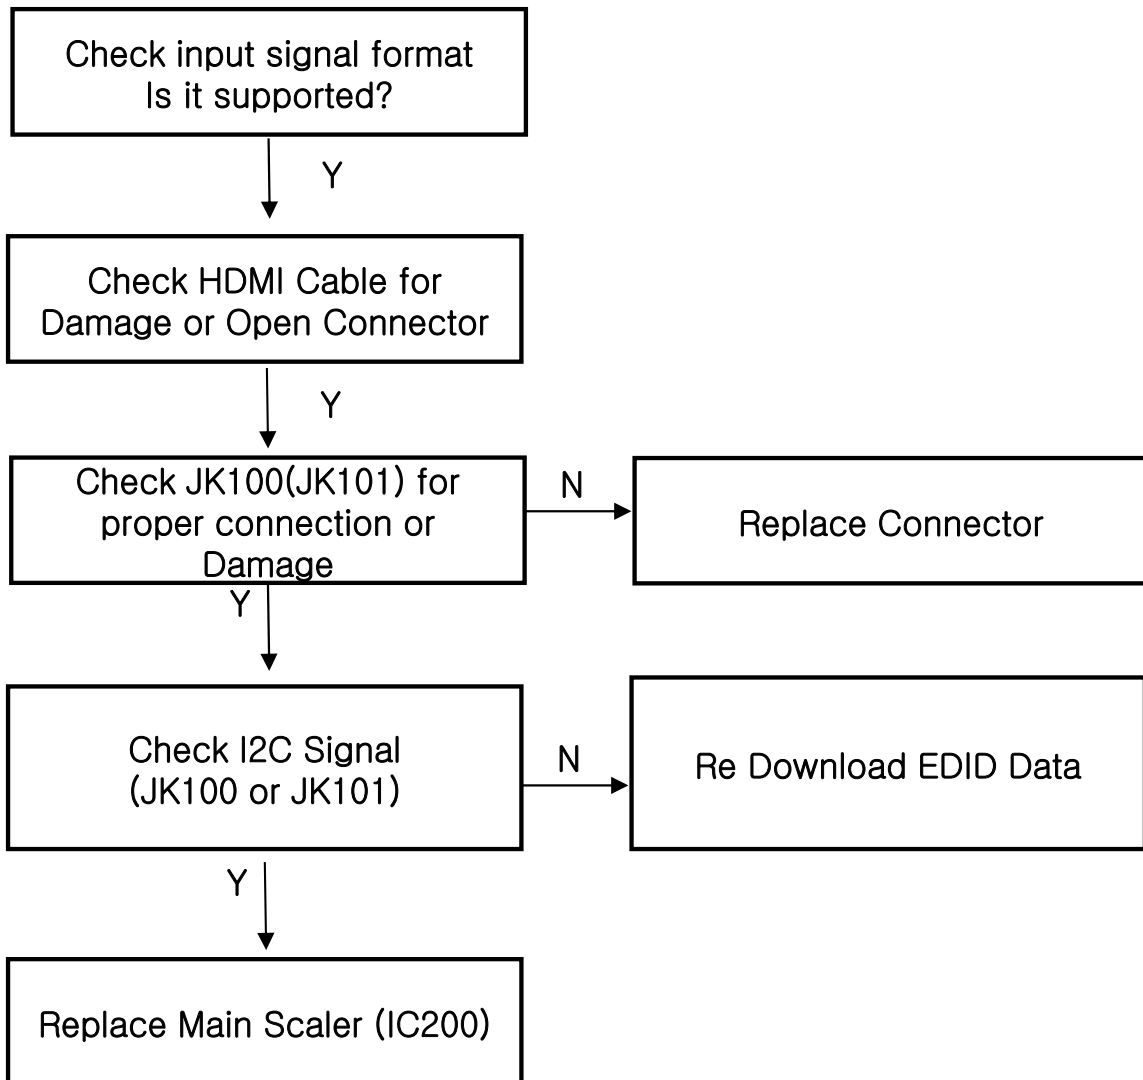 Check input signal format
Is it supported?
Y
Check HDMI Cable for
Damage or Open Connector
Y
Check JK100(JK101) for
proper connection or
Damage
N
Replace Connector
Y
Check I2C Signal
(JK100 or JK101)
N
Re Download EDID Data
Y
Replace Main Scaler (IC200)